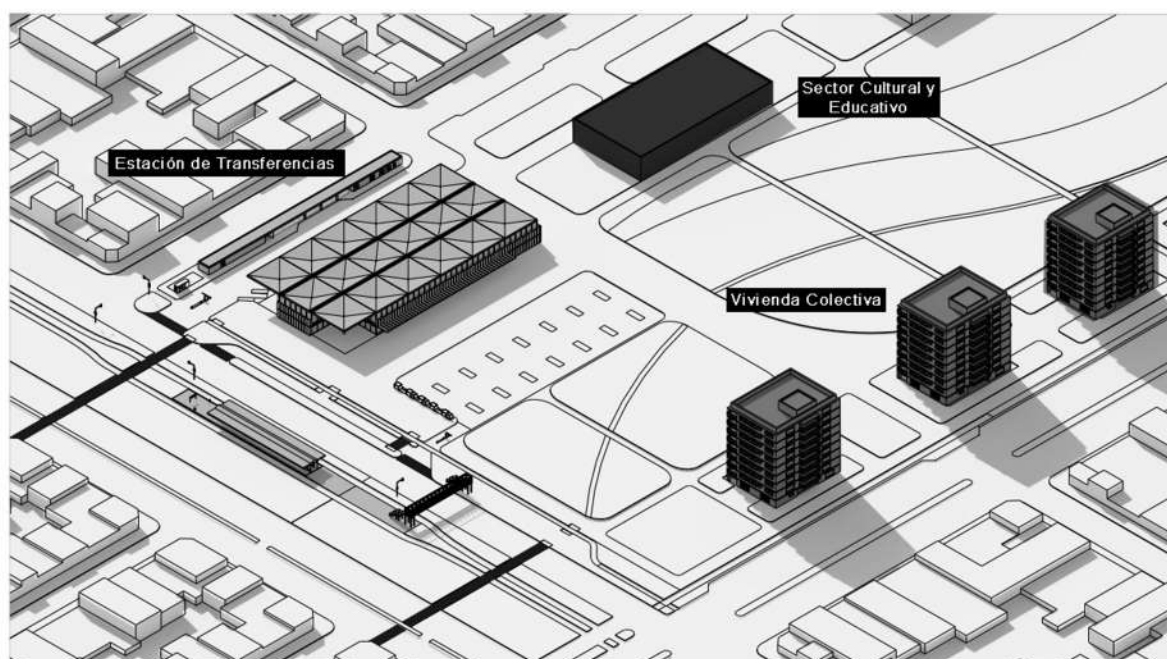 Sector Cultural y
Educativo
Estación de Transferencias
Vivienda Colectiva